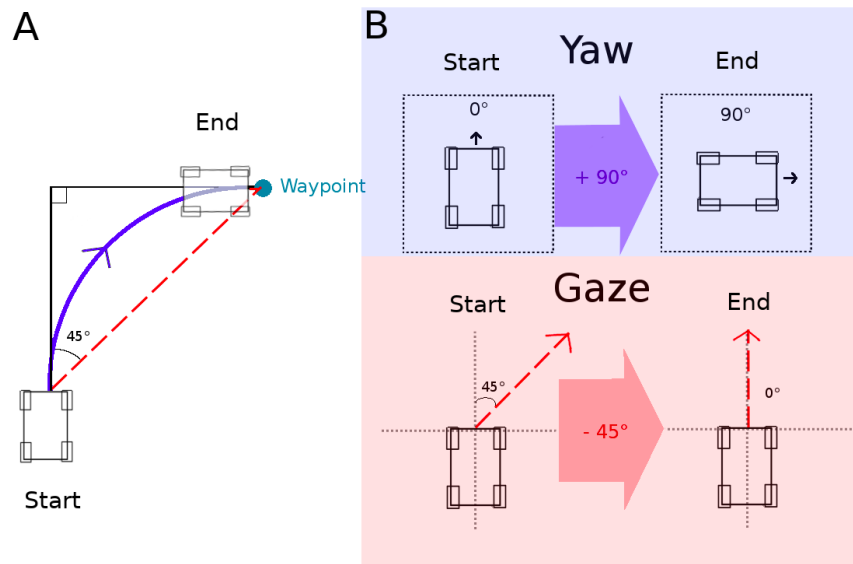 A
End
Waypoint
45°
Start
B
Yaw
Start
End
0°
90°
+ 90°
Gaze
Start
End
45°
0°
- 45°